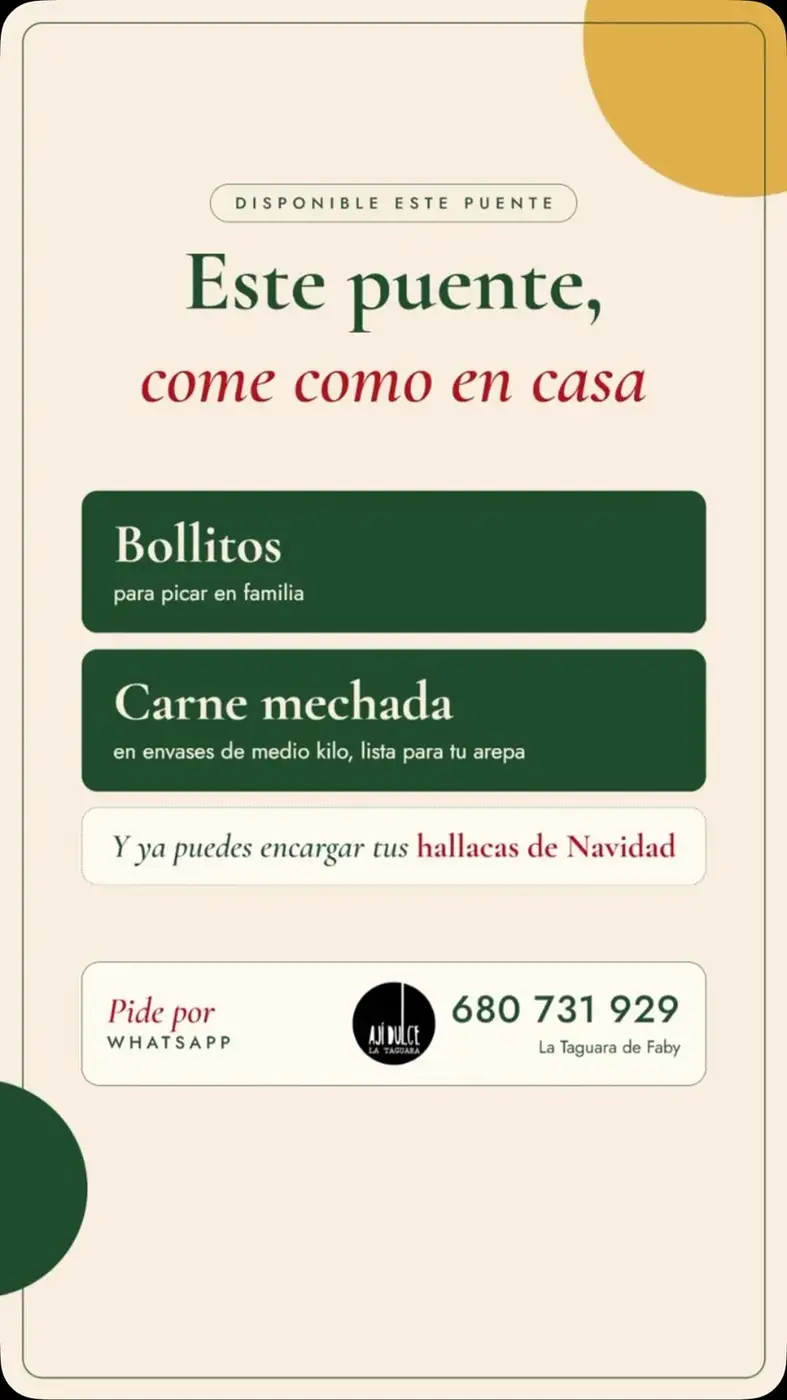 DISPONIBLE ESTE PUENTE
Este puente,
come como en casa
Bollitos
para picar en familia
Carne mechada
en envases de medio kilo, lista para tu arepa
Y ya puedes encargar tus hallacas de Navidad
Pide por
WHATSAPP
AJÍ DULCE
LA TAGUARA
680 731 929
La Taguara de Faby